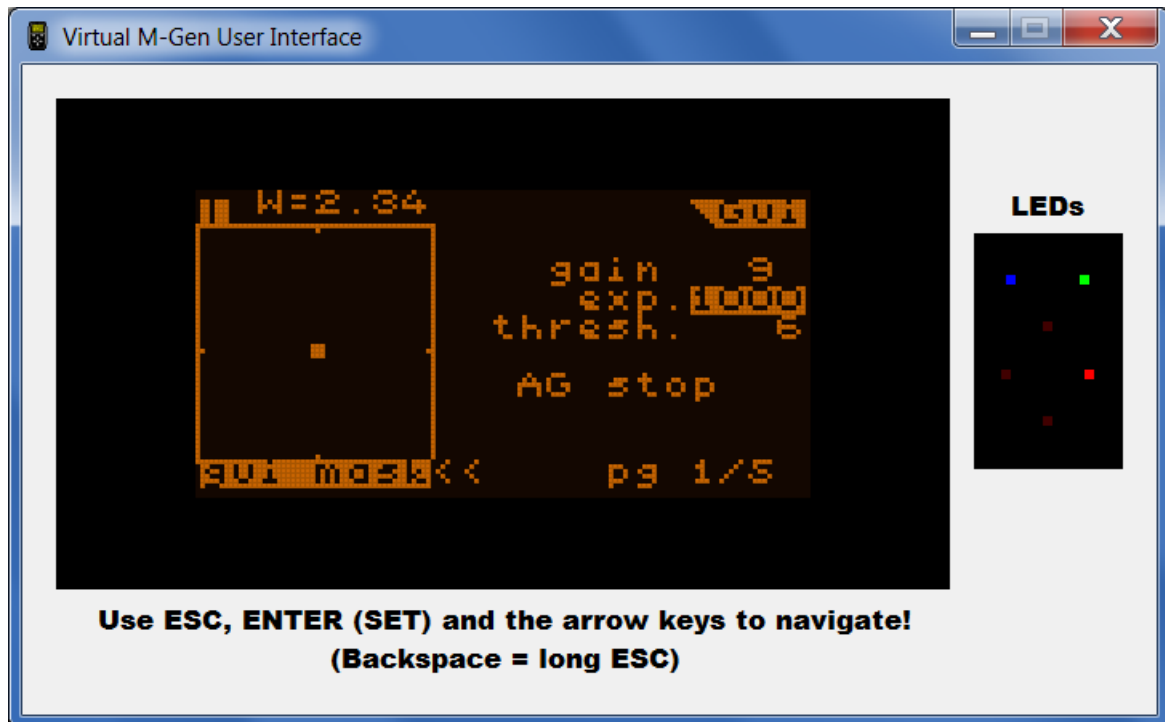 Virtual M-Gen User Interface
W=2.34
GUI
gain 9
exp. 1000
thresh. 6
AG stop
gui mask<< pg 1/5
LEDs
Use ESC, ENTER (SET) and the arrow keys to navigate!
(Backspace = long ESC)